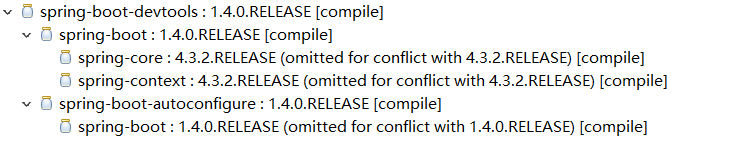 spring-boot-devtools : 1.4.0.RELEASE [compile]
spring-boot : 1.4.0.RELEASE [compile]
spring-core : 4.3.2.RELEASE (omitted for conflict with 4.3.2.RELEASE) [compile]
spring-context : 4.3.2.RELEASE (omitted for conflict with 4.3.2.RELEASE) [compile]
spring-boot-autoconfigure : 1.4.0.RELEASE [compile]
spring-boot : 1.4.0.RELEASE (omitted for conflict with 1.4.0.RELEASE) [compile]